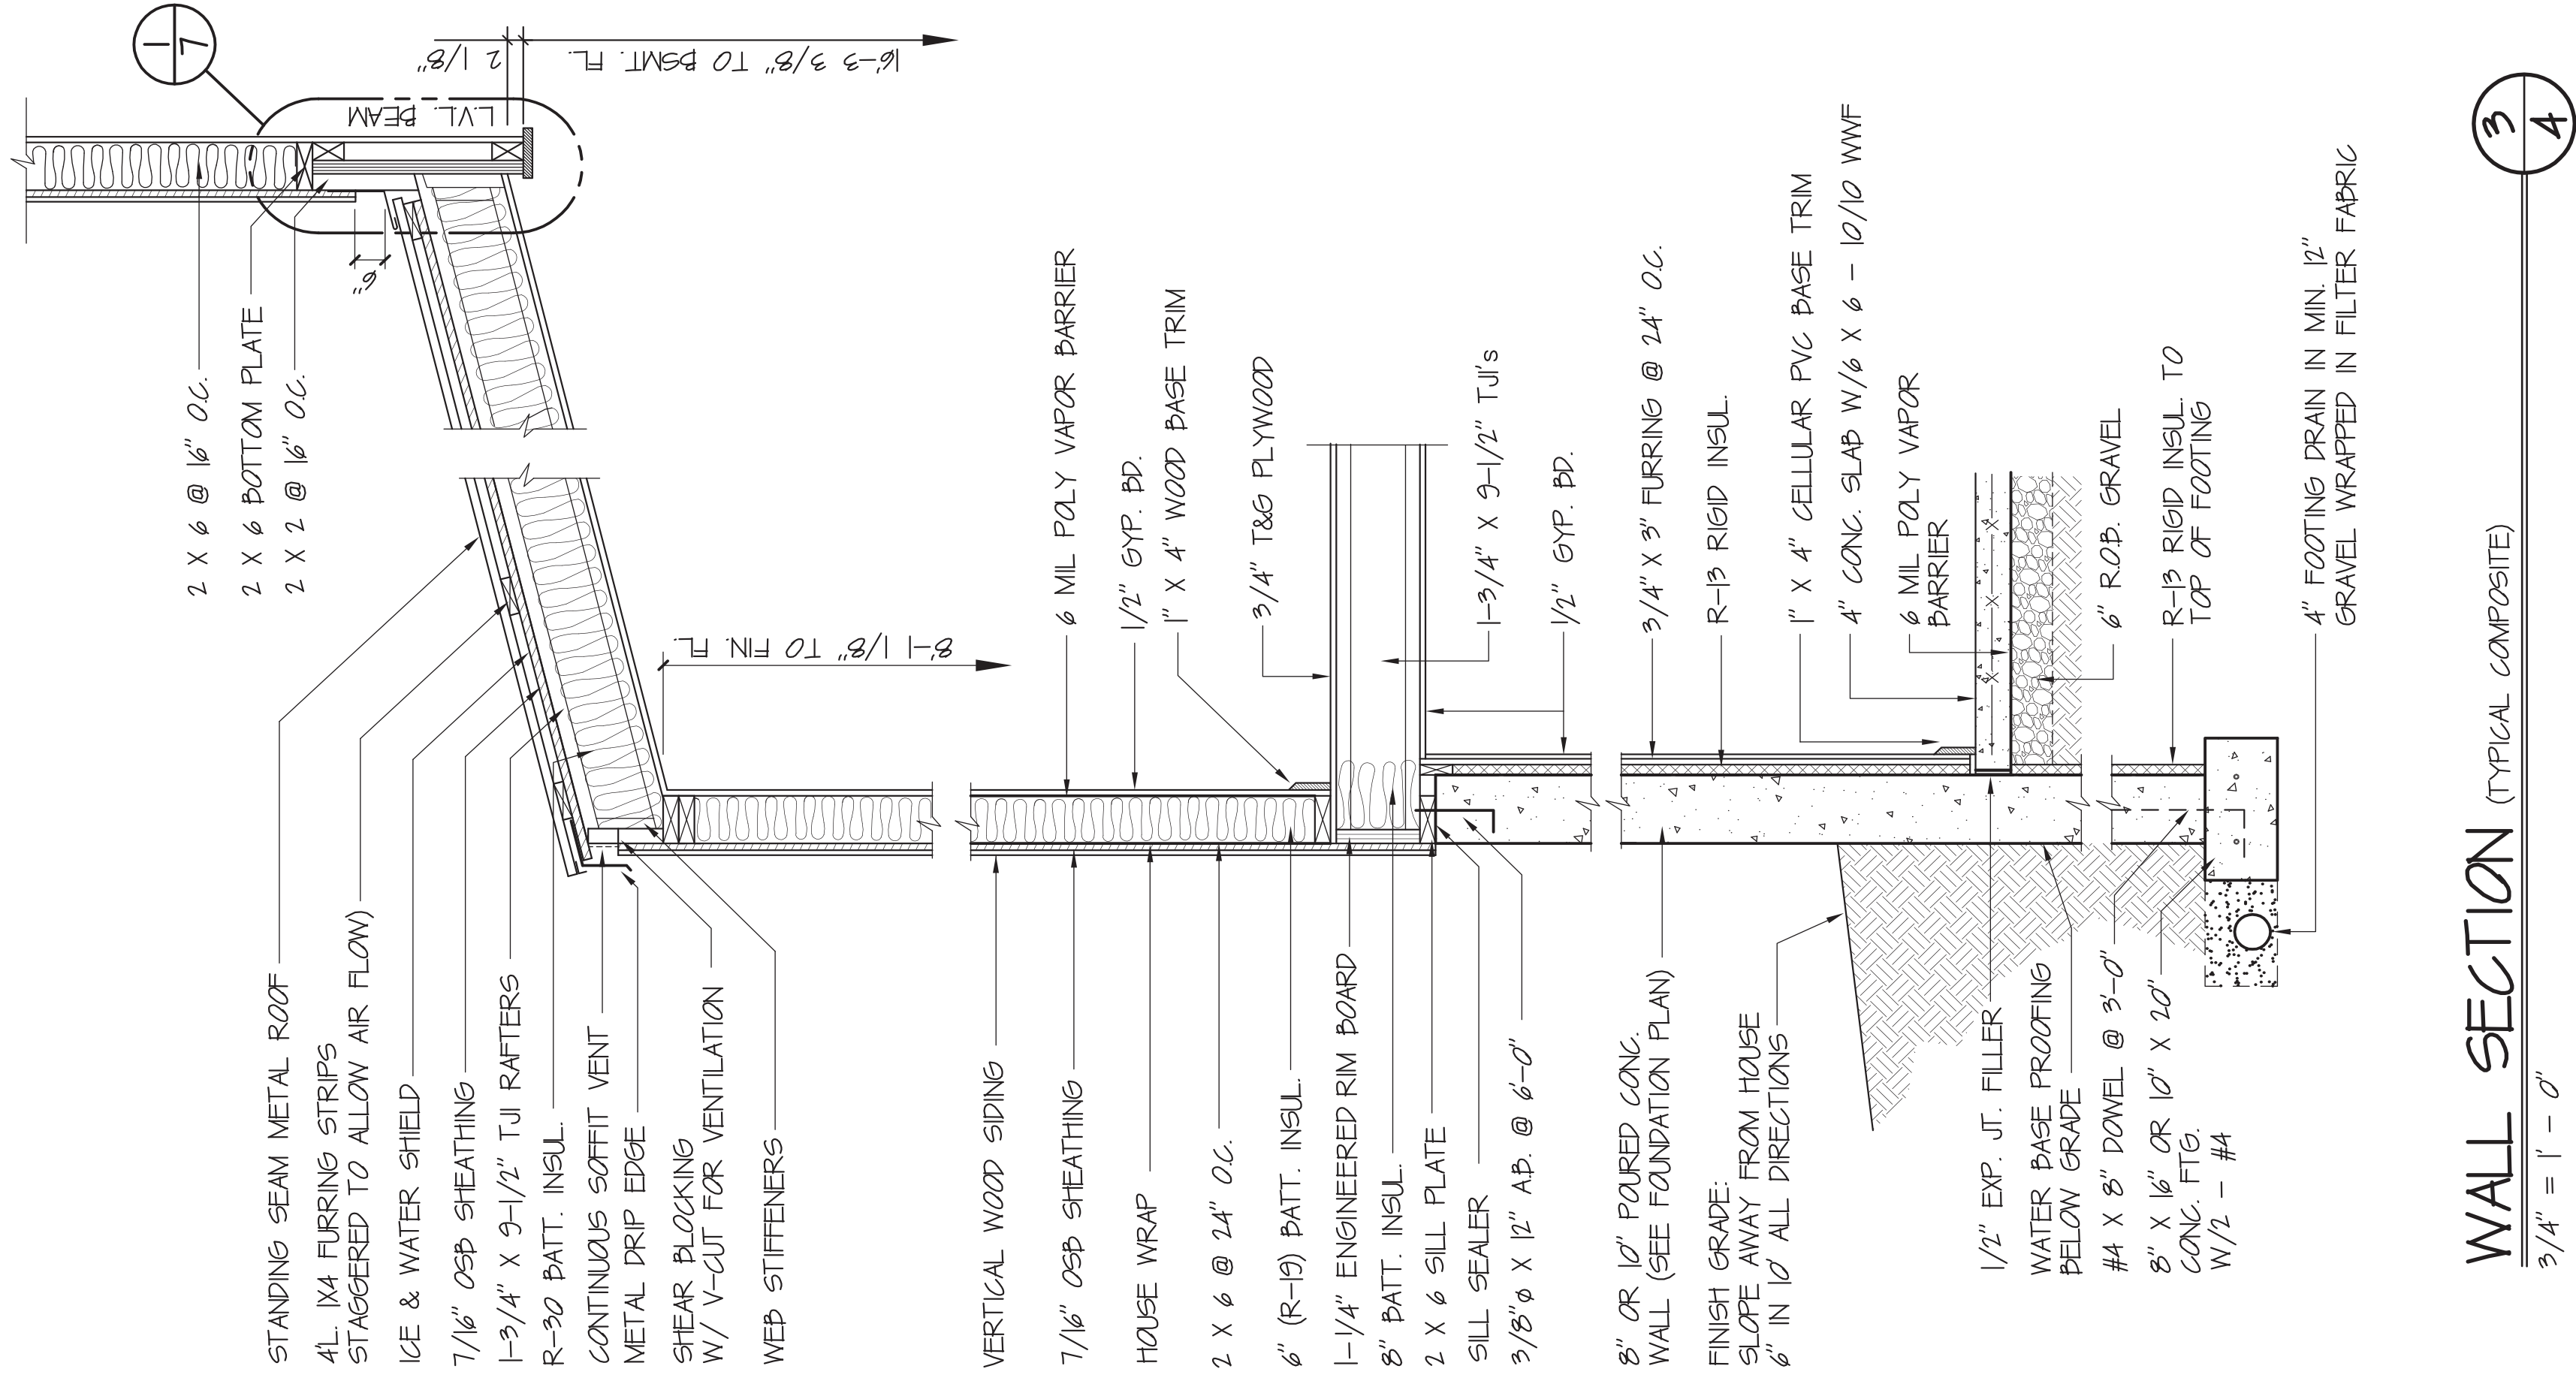 1
7
2 1/8"
16'-3 3/8" TO BSMT. FL.
L.V.L. BEAM
6"
2 X 6 @ 16" O.C.
2 X 6 BOTTOM PLATE
2 X 2 @ 16" O.C.
STANDING SEAM METAL ROOF
4'L. 1X4 FURRING STRIPS
STAGGERED TO ALLOW AIR FLOW)
ICE & WATER SHIELD
7/16" OSB SHEATHING
1-3/4" X 9-1/2" TJI RAFTERS
R-30 BATT. INSUL.
CONTINUOUS SOFFIT VENT
METAL DRIP EDGE
SHEAR BLOCKING
W/ V-CUT FOR VENTILATION
WEB STIFFENERS
8'-1 1/8" TO FIN. FL.
VERTICAL WOOD SIDING
7/16" OSB SHEATHING
HOUSE WRAP
2 X 6 @ 24" O.C.
6" (R-19) BATT. INSUL.
1-1/4" ENGINEERED RIM BOARD
8" BATT. INSUL.
2 X 6 SILL PLATE
SILL SEALER
3/8"ø X 12" A.B. @ 6'-0"
8" OR 10" POURED CONC.
WALL (SEE FOUNDATION PLAN)
FINISH GRADE:
SLOPE AWAY FROM HOUSE
6" IN 10' ALL DIRECTIONS
1/2" EXP. JT. FILLER
WATER BASE PROOFING
BELOW GRADE
#4 X 8" DOWEL @ 3'-0"
8" X 16" OR 10" X 20"
CONC. FTG.
W/2 - #4
6 MIL POLY VAPOR BARRIER
1/2" GYP. BD.
1" X 4" WOOD BASE TRIM
3/4" T&G PLYWOOD
1-3/4" X 9-1/2" TJI's
1/2" GYP. BD.
3/4" X 3" FURRING @ 24" O.C.
R-13 RIGID INSUL.
1" X 4" CELLULAR PVC BASE TRIM
4" CONC. SLAB W/6 X 6 - 10/10 WWF
6 MIL POLY VAPOR
BARRIER
6" R.O.B. GRAVEL
R-13 RIGID INSUL. TO
TOP OF FOOTING
4" FOOTING DRAIN IN MIN. 12"
GRAVEL WRAPPED IN FILTER FABRIC
WALL SECTION (TYPICAL COMPOSITE)
3/4" = 1' - 0"
3
4